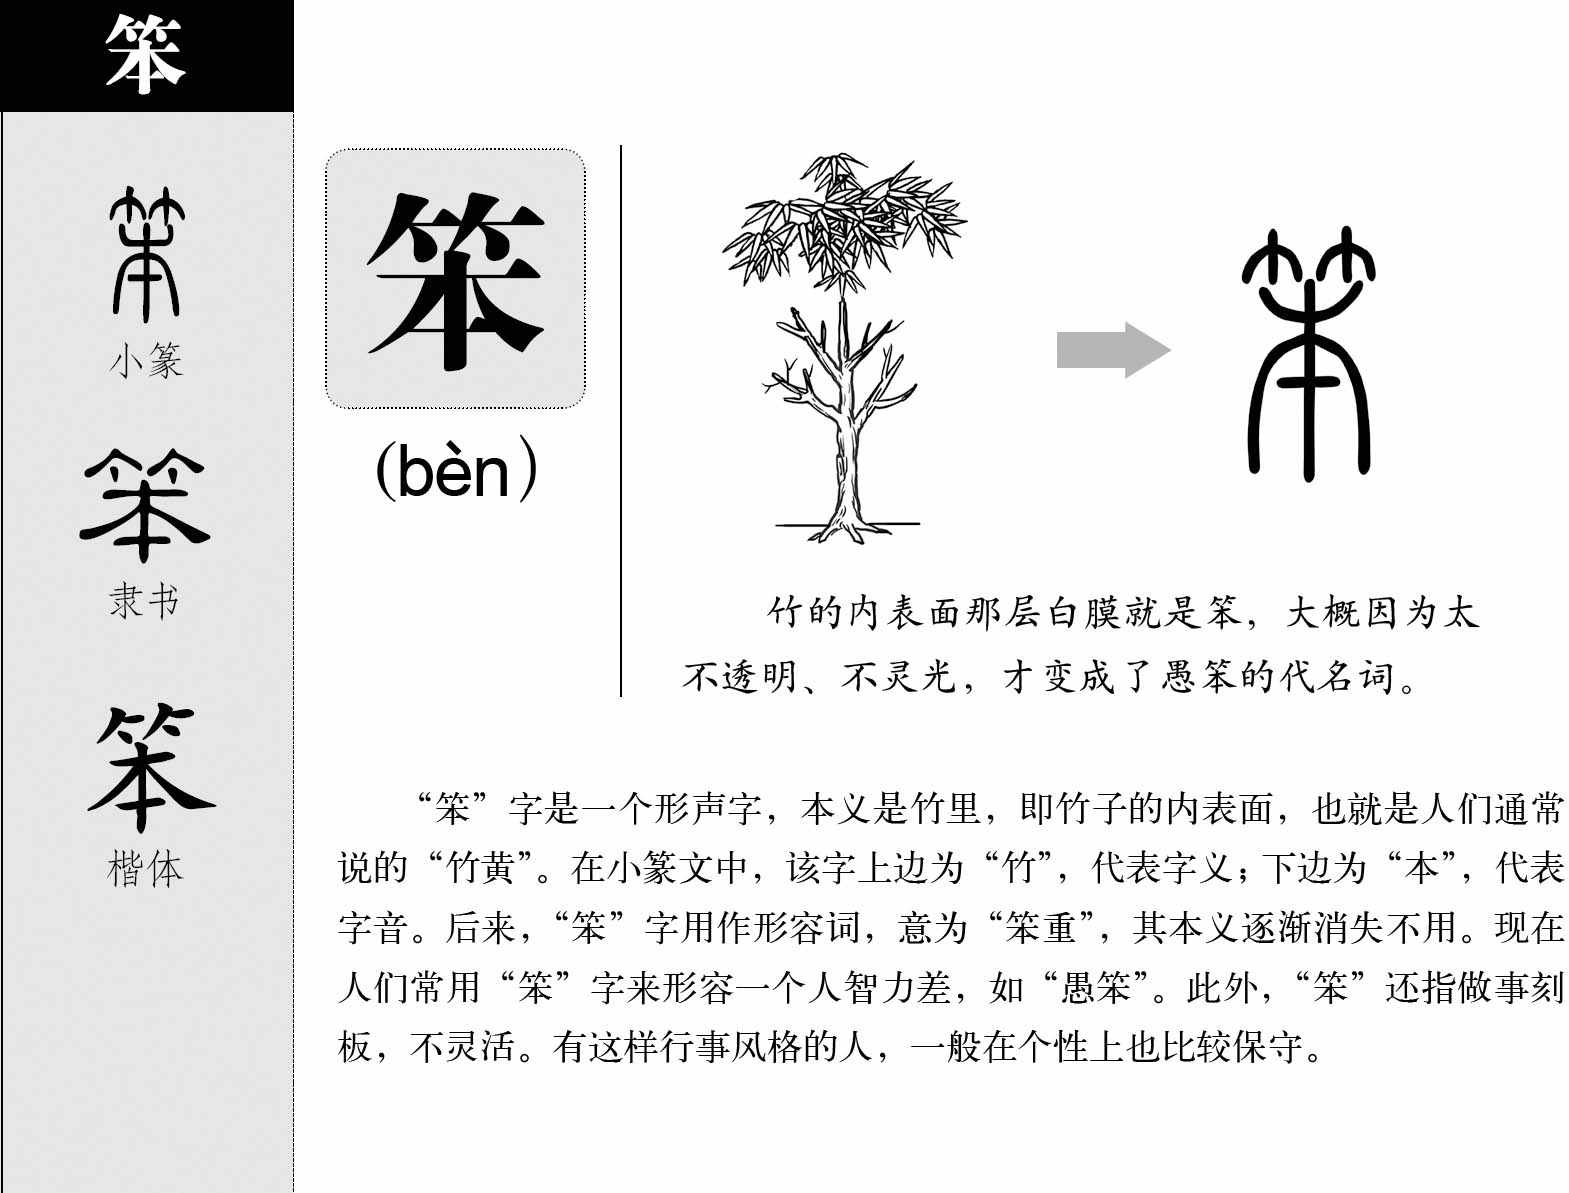 笨
笨
小篆
笨
隶书
笨
楷体
笨
(bèn)
笨
竹的内表面那层白膜就是笨，大概因为太
不透明、不灵光，才变成了愚笨的代名词。
“笨”字是一个形声字，本义是竹里，即竹子的内表面，也就是人们通常
说的“竹黄”。在小篆文中，该字上边为“竹”，代表字义；下边为“本”，代表
字音。后来，“笨”字用作形容词，意为“笨重”，其本义逐渐消失不用。现在
人们常用“笨”字来形容一个人智力差，如“愚笨”。此外，“笨”还指做事刻
板，不灵活。有这样行事风格的人，一般在个性上也比较保守。